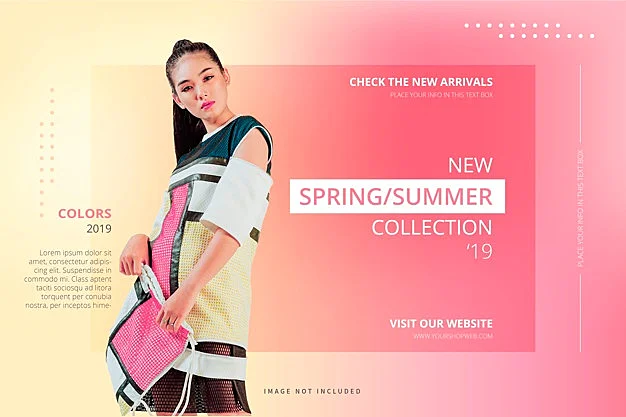 CHECK THE NEW ARRIVALS
PLACE YOUR INFO IN THIS TEXT BOX
NEW
SPRING/SUMMER
COLLECTION
‘19
COLORS
2019
Lorem ipsum dolor sit
amet, consectetur adipiscing
elit. Suspendisse in
commodo lacus. Class
aptent taciti sociosqu ad litora
torquent per conubia
nostra, per inceptos hime-
VISIT OUR WEBSITE
WWW.YOURSHOPWEB.COM
PLACE YOUR INFO IN THIS TEXT BOX
IMAGE NOT INCLUDED